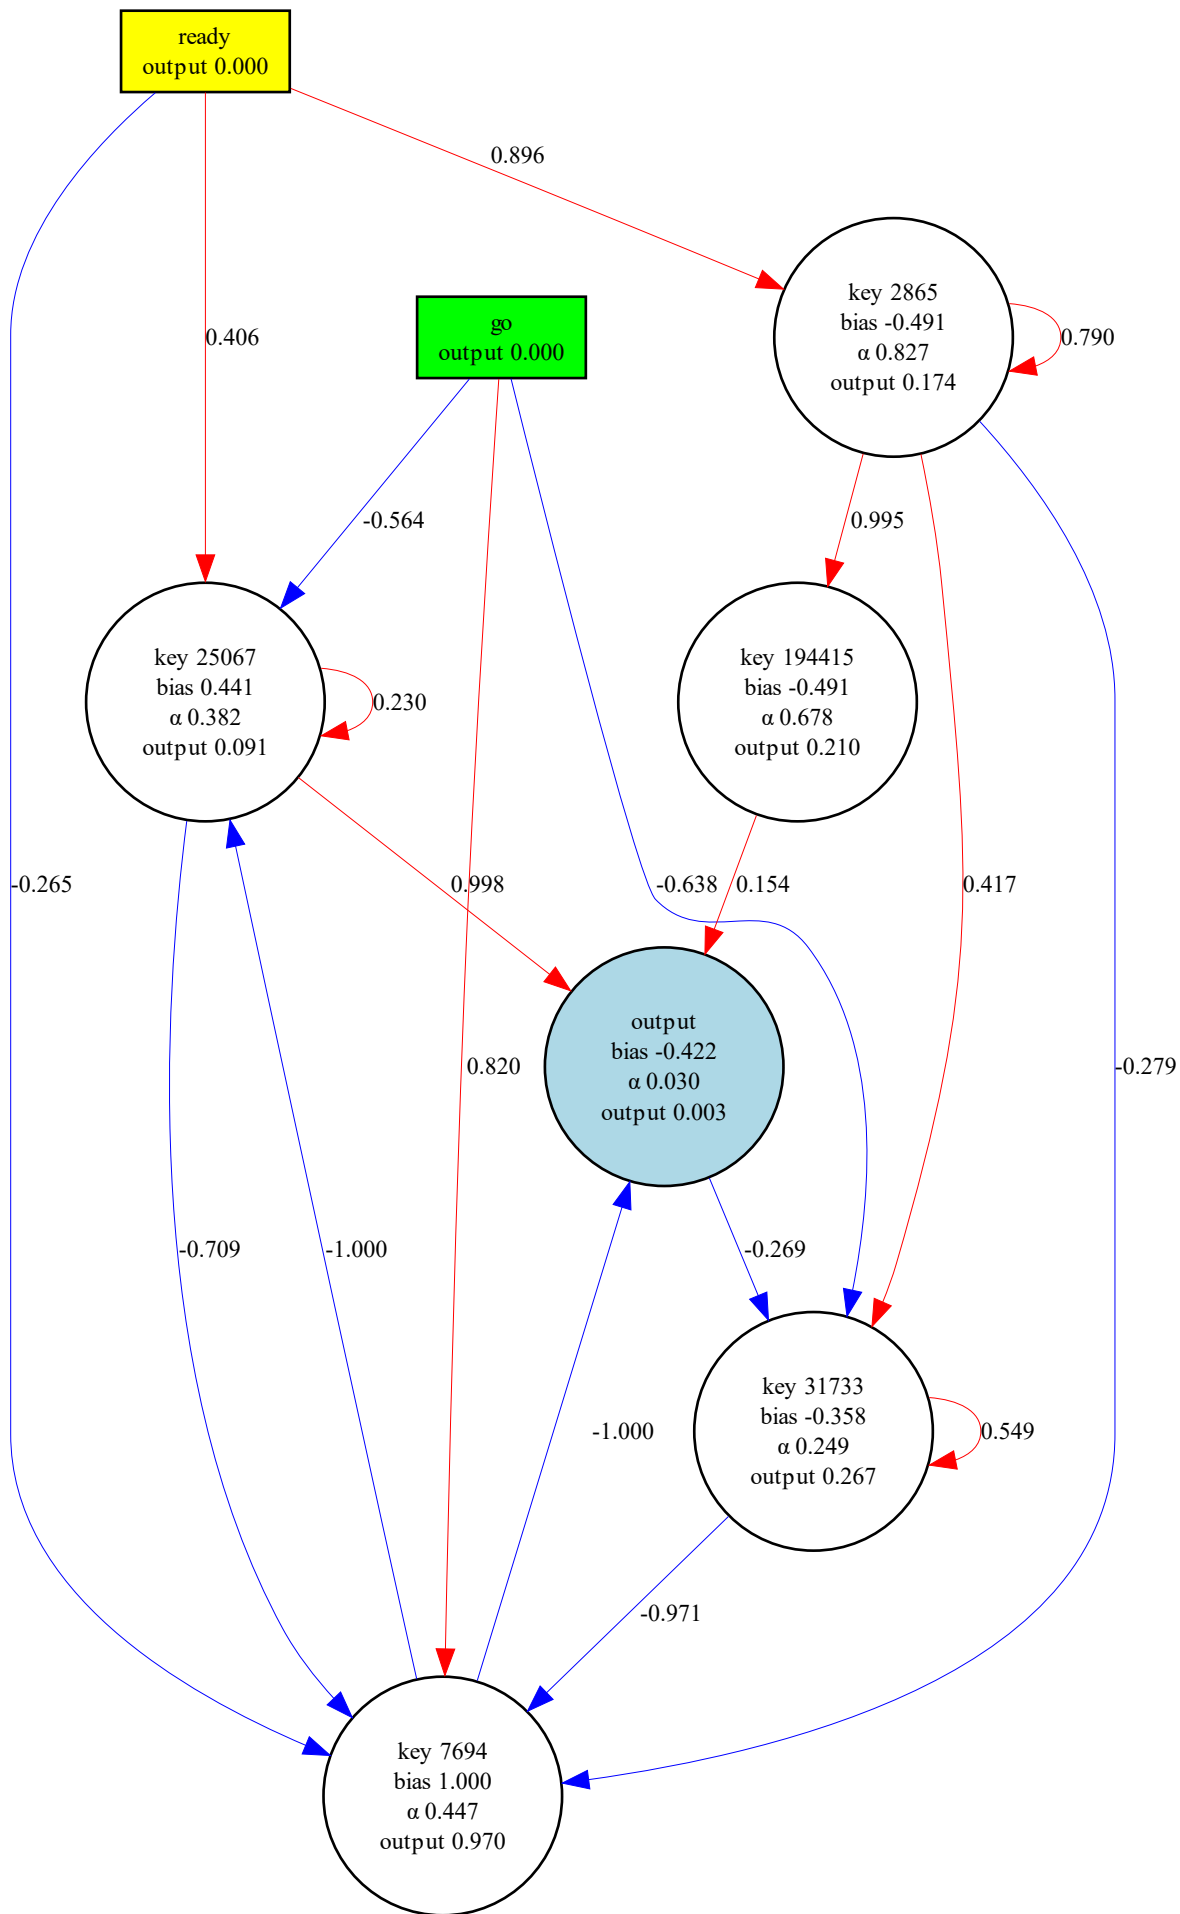 ready
output 0.000
0.896
key 2865
bias -0.491
α 0.827
output 0.174
0.790
go
output 0.000
0.406
-0.564
0.995
key 25067
bias 0.441
α 0.382
output 0.091
0.230
key 194415
bias -0.491
α 0.678
output 0.210
-0.265
0.998
-0.638
0.154
0.417
output
bias -0.422
α 0.030
output 0.003
0.820
-0.279
-0.709
-1.000
-0.269
key 31733
bias -0.358
α 0.249
output 0.267
0.549
-1.000
-0.971
key 7694
bias 1.000
α 0.447
output 0.970